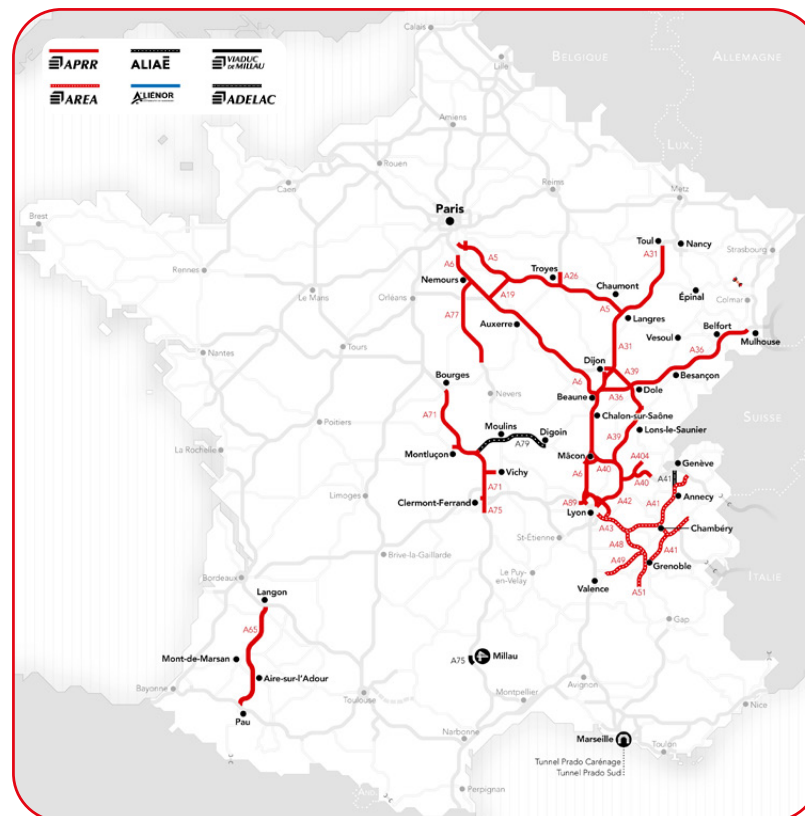 APRR
ALIAE
VIADUC
DE MILLAU
AREA
A'LIÉNOR
ADELAC
Calais
BELGIQUE
ALLEMAGNE
Lille
LUX.
Amiens
Rouen
Caen
Reims
Metz
Paris
Brest
Toul
Nancy
Strasbourg
A5
A6
A31
Troyes
A26
Nemours
Chaumont
Rennes
Le Mans
Orléans
A19
A5
Épinal
Colmar
A77
Auxerre
Langres
Vesoul
Belfort
Mulhouse
A31
A36
Nantes
Tours
Dijon
A39
Bourges
A6
A36
Dole
Besançon
Nevers
Beaune
SUISSE
A71
Moulins
Chalon-sur-Saône
Poitiers
Digoin
A39
Lons-le-Saunier
La Rochelle
A79
Montluçon
Mâcon
A40
A404
Genève
Vichy
A6
A40
A41
A71
Annecy
Limoges
Clermont-Ferrand
A89
A42
A41
A75
Lyon
A43
Chambéry
St-Étienne
A48
A41
Brive-la-Gaillarde
A49
Grenoble
Le Puy-
en-Velay
ITALIE
Bordeaux
Valence
A51
Langon
Gap
A65
Mont-de-Marsan
A75
Millau
Aire-sur-l'Adour
Avignon
Bayonne
Toulouse
Montpellier
Nice
Pau
Narbonne
Marseille
Toulon
Tunnel Prado Carénage
Tunnel Prado Sud
Perpignan